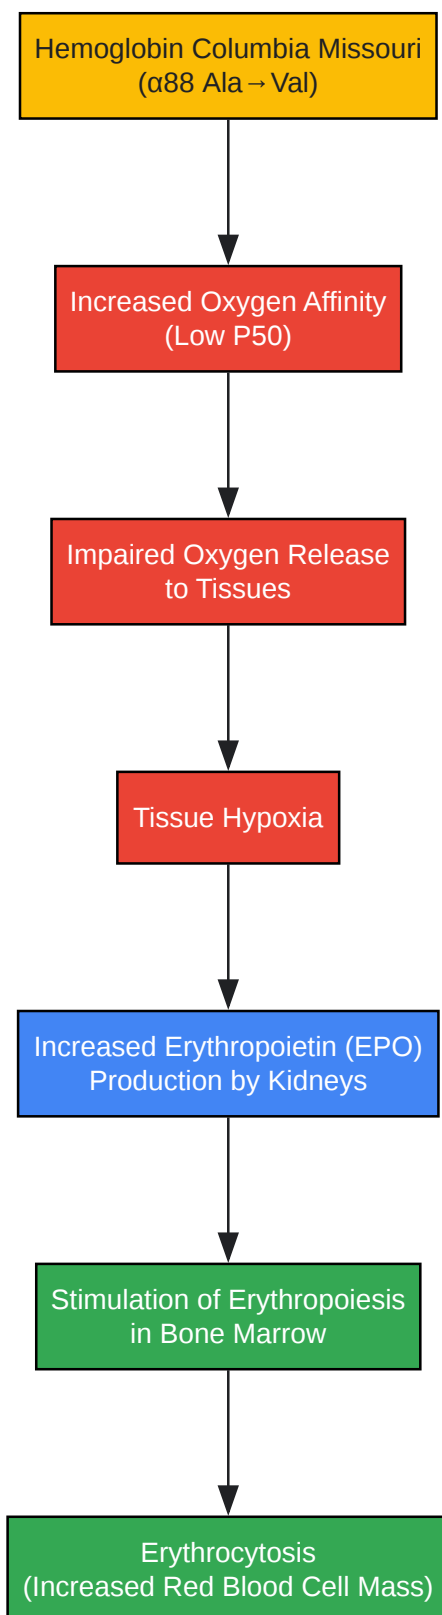 Hemoglobin Columbia Missouri
(α88 Ala→Val)
Increased Oxygen Affinity
(Low P50)
Impaired Oxygen Release
to Tissues
Tissue Hypoxia
Increased Erythropoietin (EPO)
Production by Kidneys
Stimulation of Erythropoiesis
in Bone Marrow
Erythrocytosis
(Increased Red Blood Cell Mass)